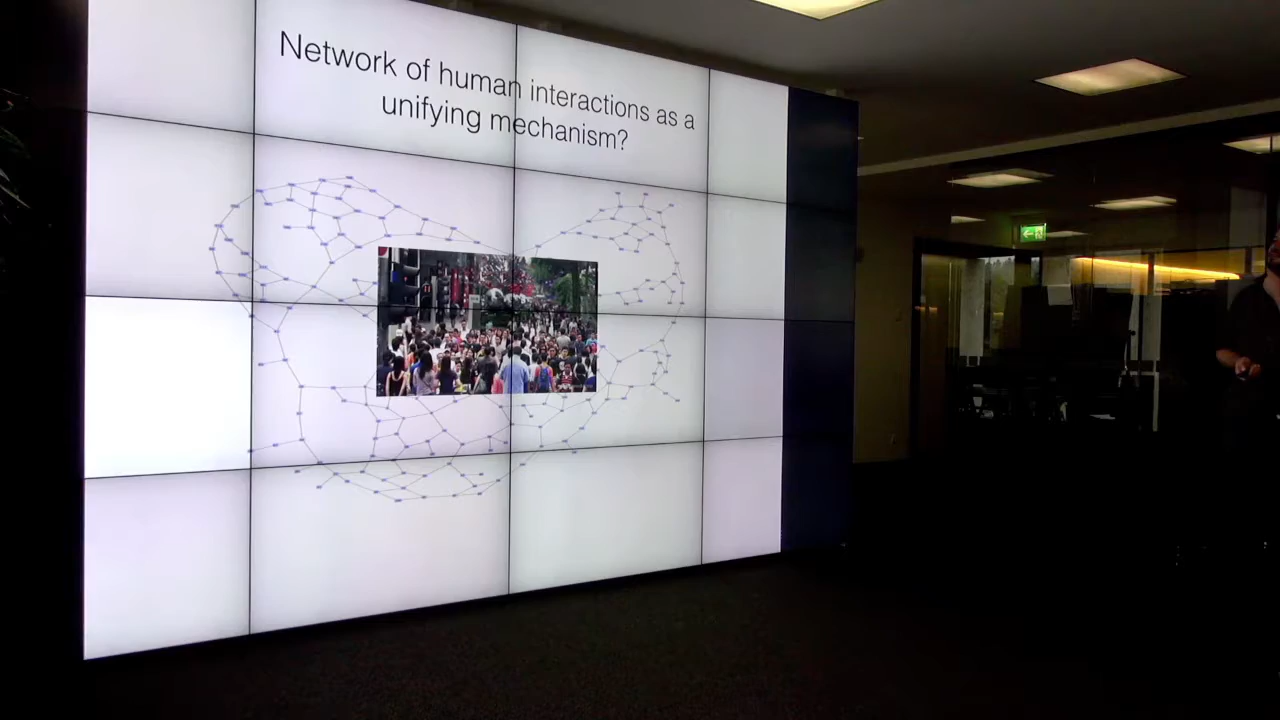 Network of human interactions as a
unifying mechanism?